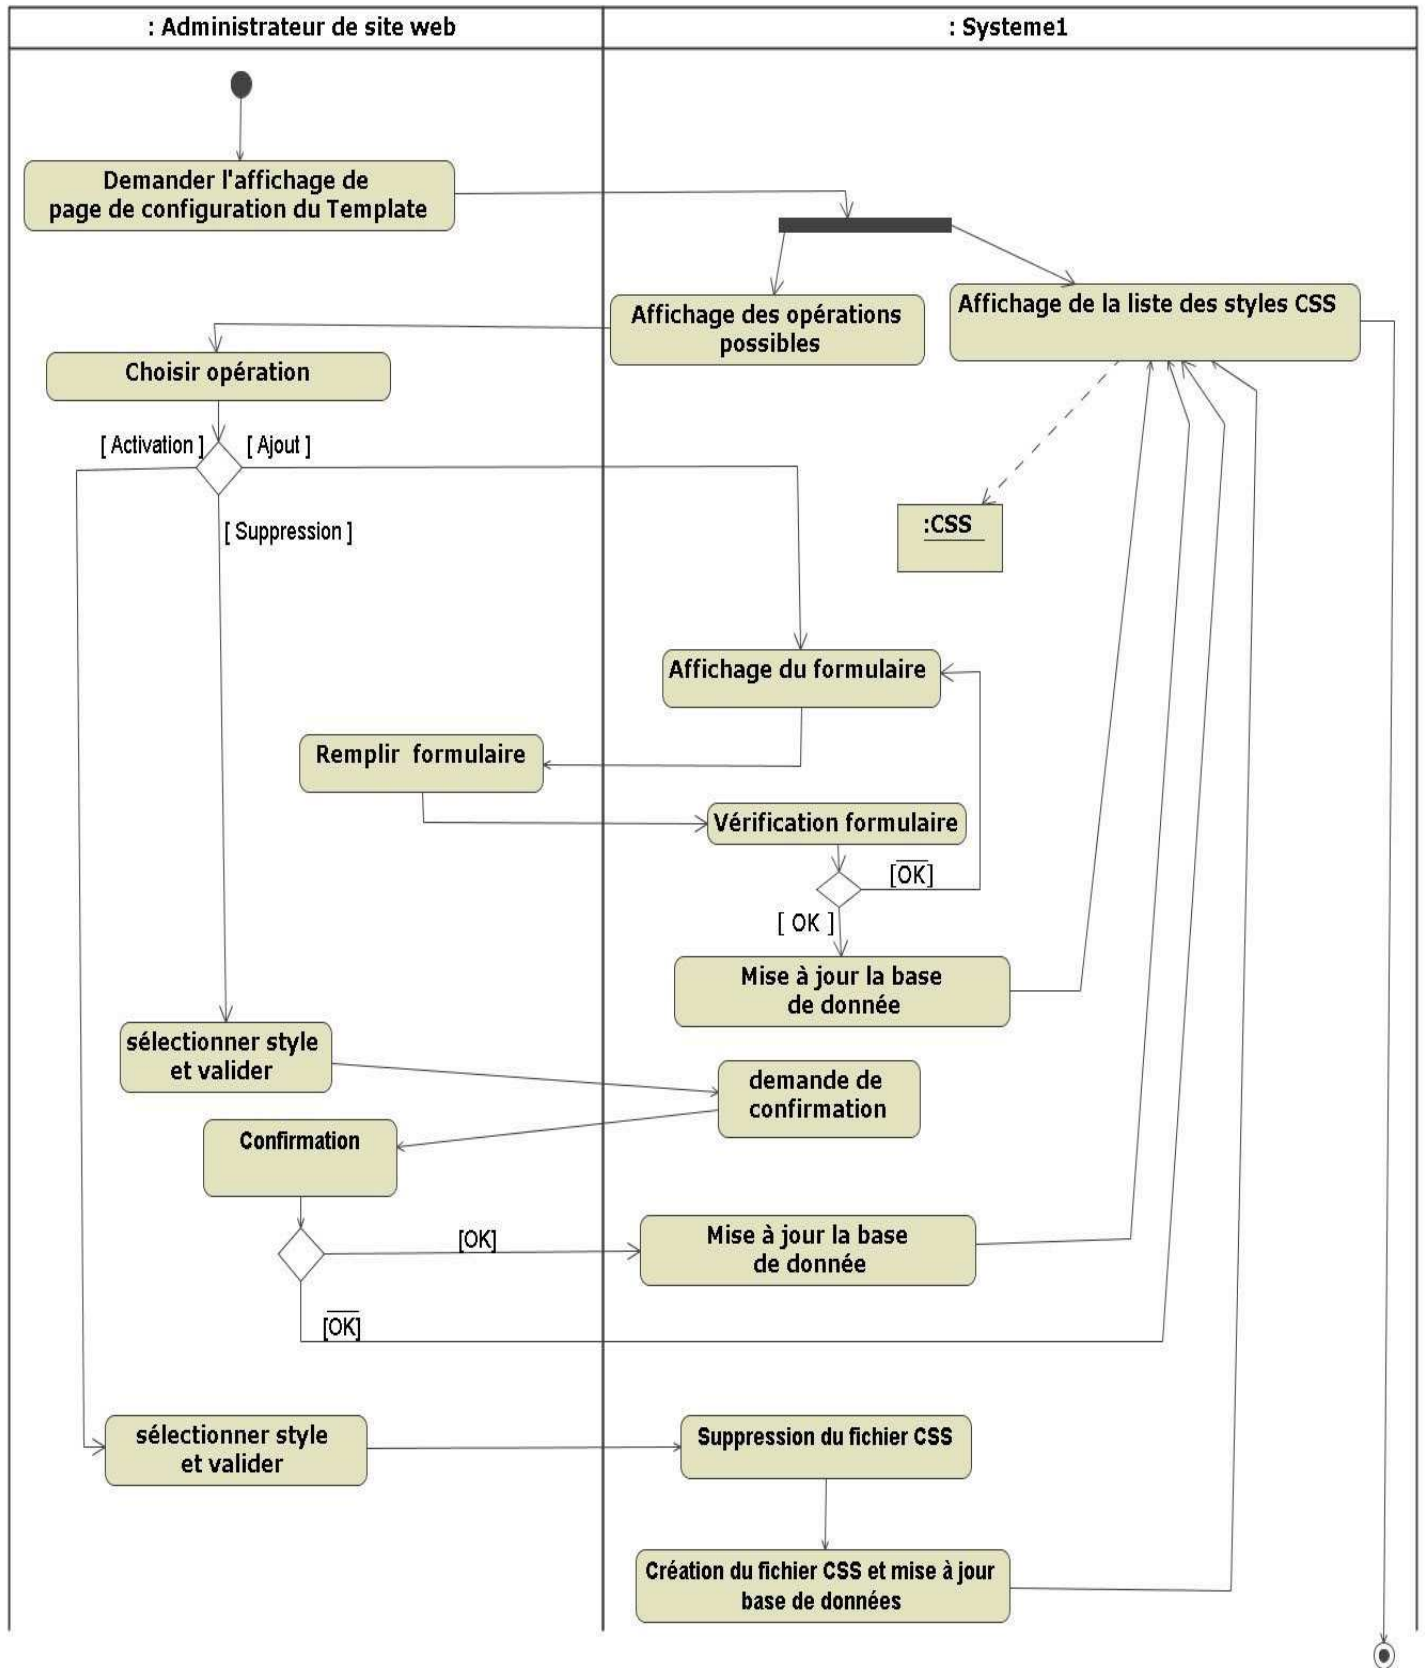 : Administrateur de site web
: Systeme1
Demander l'affichage de
page de configuration du Template
Affichage des opérations
possibles
Affichage de la liste des styles CSS
Choisir opération
[ Activation ]
[ Ajout ]
[ Suppression ]
:CSS
Affichage du formulaire
Remplir formulaire
Vérification formulaire
[OK]
[ OK ]
Mise à jour la base
de donnée
sélectionner style
et valider
demande de
confirmation
Confirmation
[OK]
Mise à jour la base
de donnée
[OK]
sélectionner style
et valider
Suppression du fichier CSS
Création du fichier CSS et mise à jour
base de données